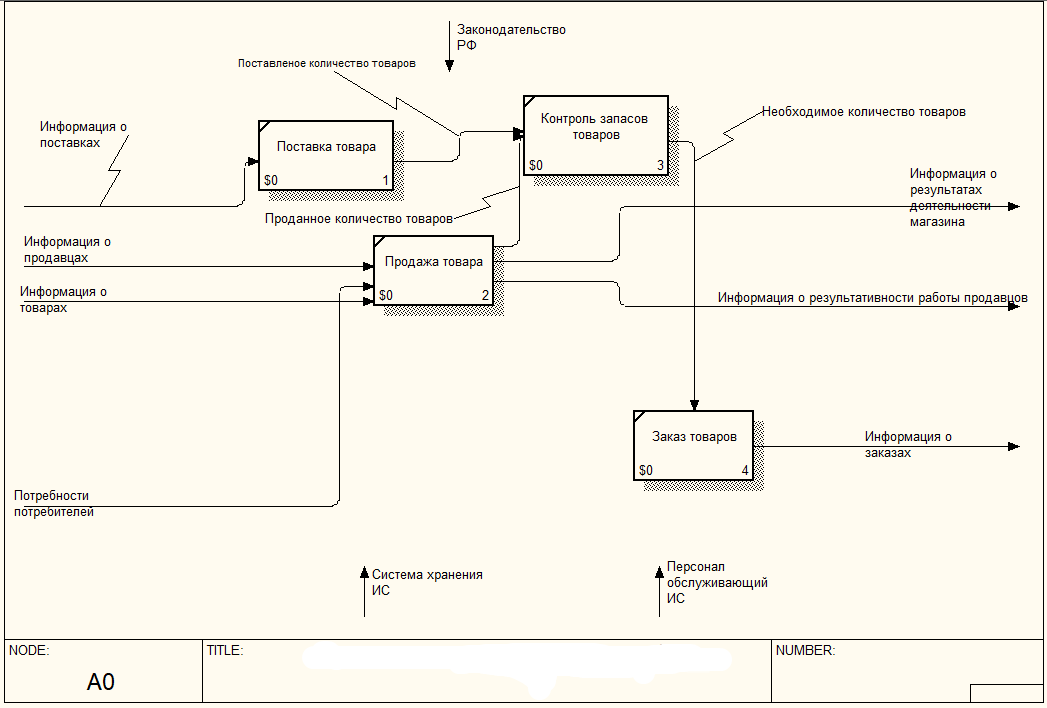 Законодательство
РФ
Поставленое количество товаров
Необходимое количество товаров
Контроль запасов
товаров
$0 3
Информация о
поставках
Поставка товара
$0 1
Информация о
результатах
деятельности
магазина
Проданное количество товаров
Информация о
продавцах
Продажа товара
$0 2
Информация о
товарах
Информация о результативности работы продавцов
Заказ товаров
$0 4
Информация о
заказах
Потребности
потребителей
Система хранения
ИС
Персонал
обслуживающий
ИС
NODE:
A0
TITLE:
NUMBER: